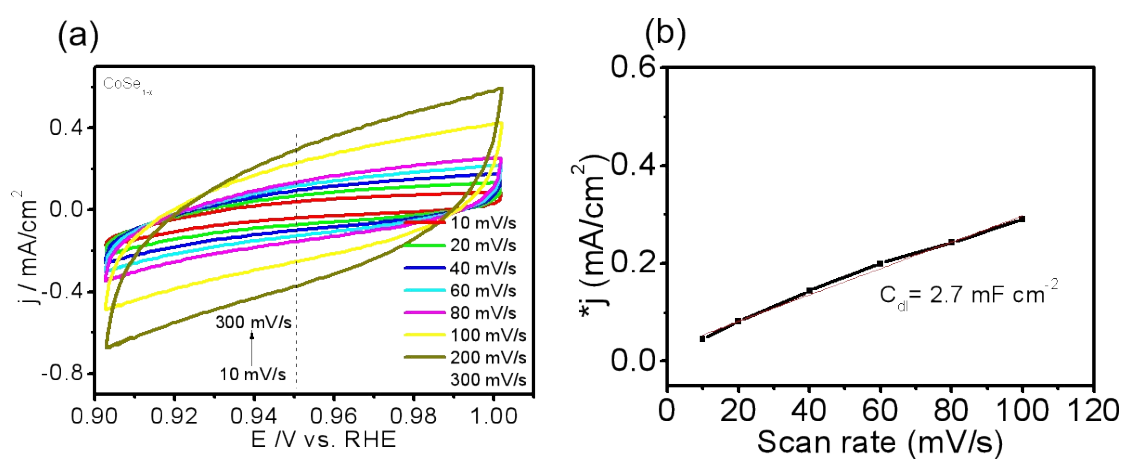 (a)
CoSe1-x
j / mA/cm2
0.4
0.0
-0.4
-0.8
10 mV/s
20 mV/s
40 mV/s
60 mV/s
80 mV/s
100 mV/s
200 mV/s
300 mV/s
300 mV/s
10 mV/s
0.90 0.92 0.94 0.96 0.98 1.00
E /V vs. RHE
(b)
*j (mA/cm2)
0.6
0.4
0.2
0.0
Cdl= 2.7 mF cm-2
0 20 40 60 80 100 120
Scan rate (mV/s)